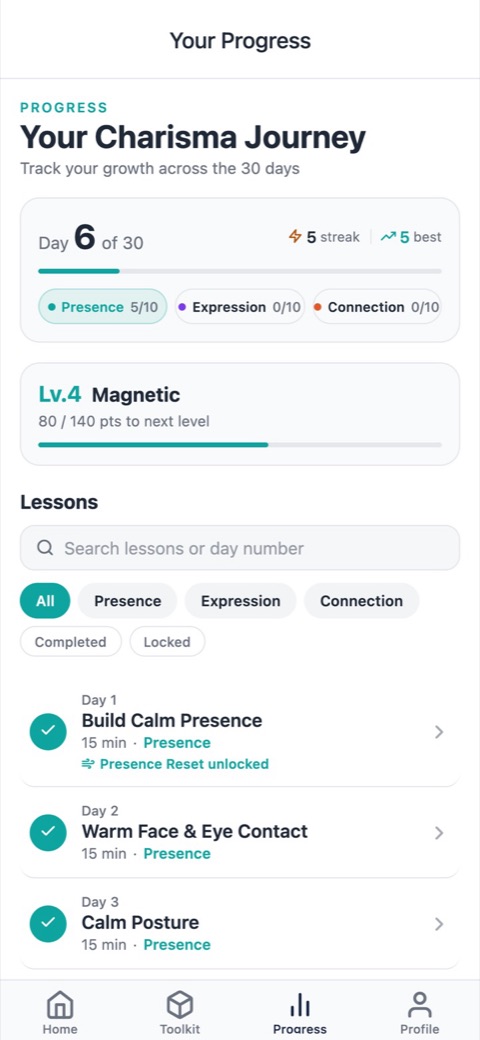 Your Progress
PROGRESS
Your Charisma Journey
Track your growth across the 30 days
Day 6 of 30
5 streak
5 best
Presence 5/10
Expression 0/10
Connection 0/10
Lv.4 Magnetic
80 / 140 pts to next level
Lessons
Search lessons or day number
All
Presence
Expression
Connection
Completed
Locked
Day 1
Build Calm Presence
15 min · Presence
Presence Reset unlocked
Day 2
Warm Face & Eye Contact
15 min · Presence
Day 3
Calm Posture
15 min · Presence
Home
Toolkit
Progress
Profile